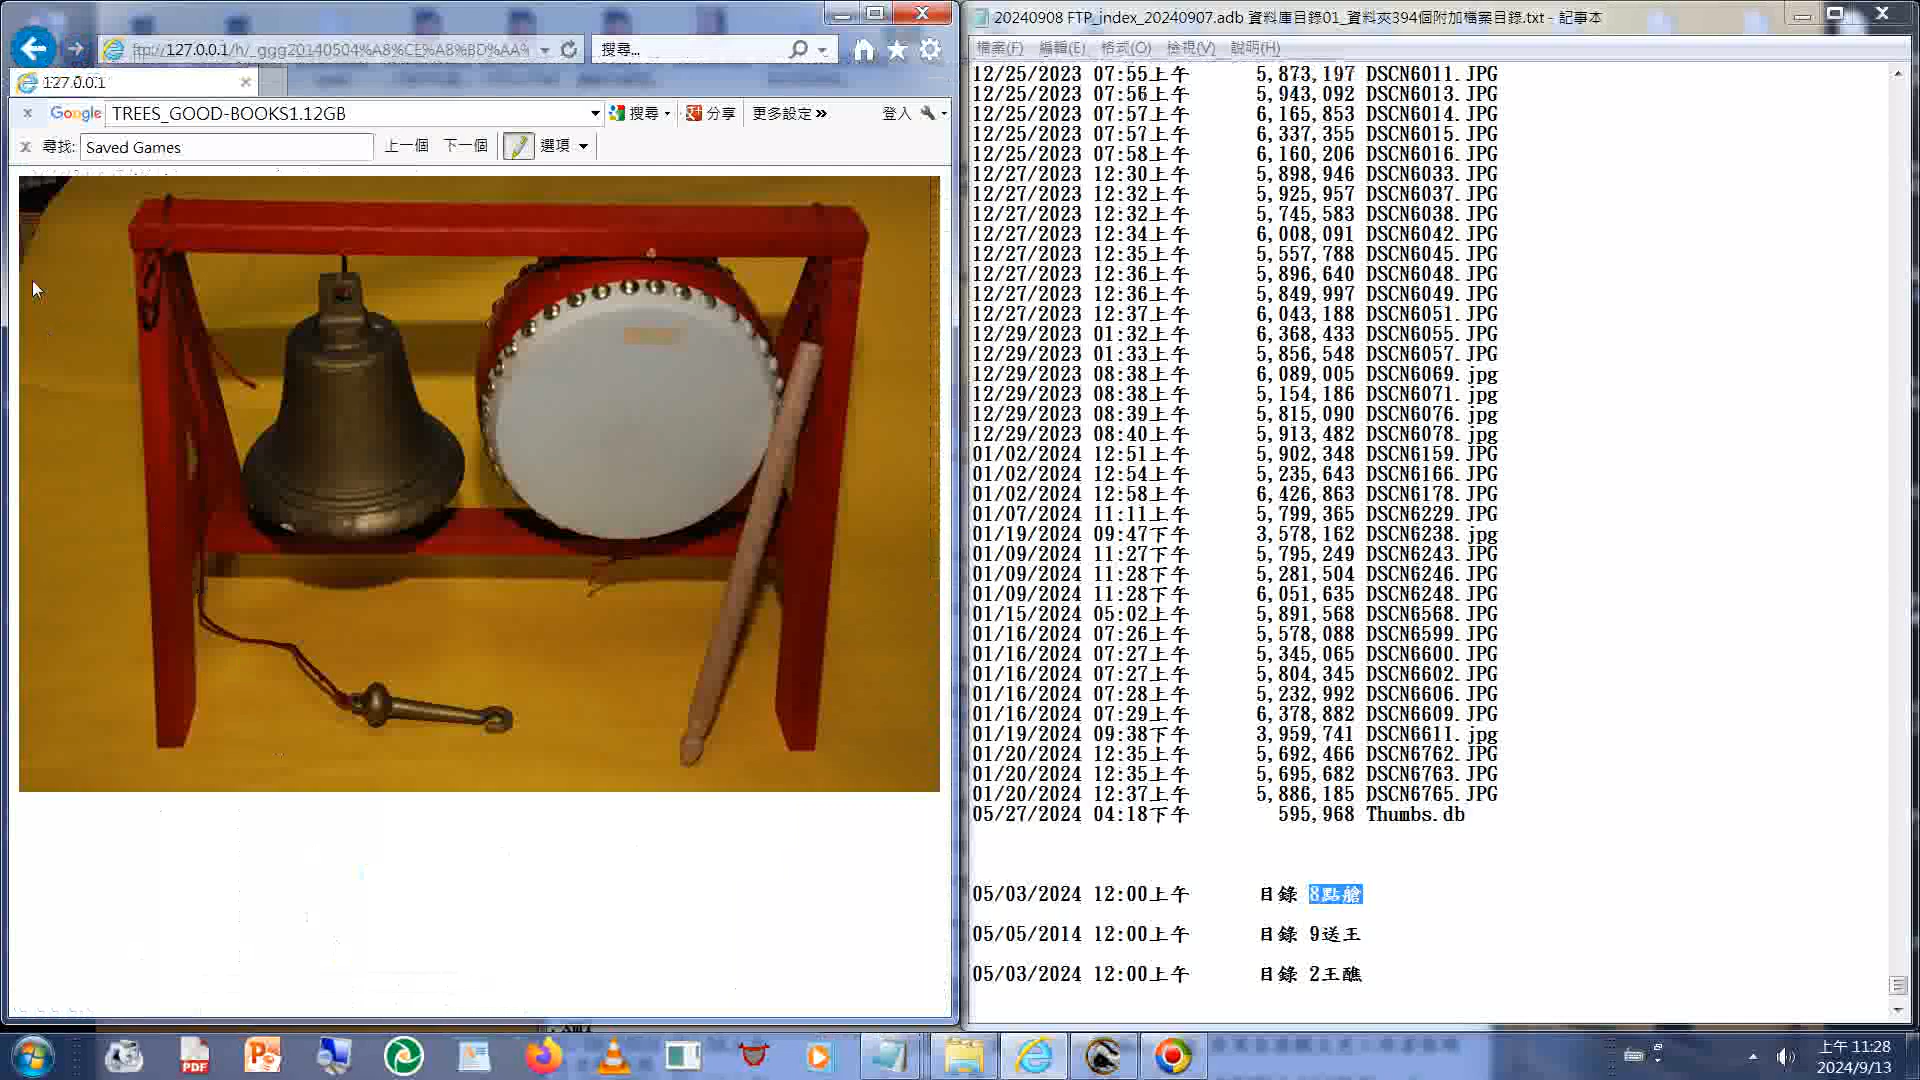 ftp://127.0.0.1/h/_ggg20140504%A8%CE%A8%BD%AA%
搜尋...
127.0.0.1
Google
TREES_GOOD-BOOKS1.12GB
搜尋
分享
更多設定 »
登入
尋找:
Saved Games
上一個
下一個
選項
20240908 FTP_index_20240907.adb 資料庫目錄01_資料夾394個附加檔案目錄.txt - 記事本
檔案(F) 編輯(E) 格式(O) 檢視(V) 說明(H)
12/25/2023 07:55上午 5,873,197 DSCN6011.JPG
12/25/2023 07:56上午 5,943,092 DSCN6013.JPG
12/25/2023 07:57上午 6,165,853 DSCN6014.JPG
12/25/2023 07:57上午 6,337,355 DSCN6015.JPG
12/25/2023 07:58上午 6,160,206 DSCN6016.JPG
12/27/2023 12:30上午 5,898,946 DSCN6033.JPG
12/27/2023 12:32上午 5,925,957 DSCN6037.JPG
12/27/2023 12:32上午 5,745,583 DSCN6038.JPG
12/27/2023 12:34上午 6,008,091 DSCN6042.JPG
12/27/2023 12:35上午 5,557,788 DSCN6045.JPG
12/27/2023 12:36上午 5,896,640 DSCN6048.JPG
12/27/2023 12:36上午 5,849,997 DSCN6049.JPG
12/27/2023 12:37上午 6,043,188 DSCN6051.JPG
12/29/2023 01:32上午 6,368,433 DSCN6055.JPG
12/29/2023 01:33上午 5,856,548 DSCN6057.JPG
12/29/2023 08:38上午 6,089,005 DSCN6069.jpg
12/29/2023 08:38上午 5,154,186 DSCN6071.jpg
12/29/2023 08:39上午 5,815,090 DSCN6076.jpg
12/29/2023 08:40上午 5,913,482 DSCN6078.jpg
01/02/2024 12:51上午 5,902,348 DSCN6159.JPG
01/02/2024 12:54上午 5,235,643 DSCN6166.JPG
01/02/2024 12:58上午 6,426,863 DSCN6178.JPG
01/07/2024 11:11上午 5,799,365 DSCN6229.JPG
01/19/2024 09:47下午 3,578,162 DSCN6238.jpg
01/09/2024 11:27下午 5,795,249 DSCN6243.JPG
01/09/2024 11:28下午 5,281,504 DSCN6246.JPG
01/09/2024 11:28下午 6,051,635 DSCN6248.JPG
01/15/2024 05:02上午 5,891,568 DSCN6568.JPG
01/16/2024 07:26上午 5,578,088 DSCN6599.JPG
01/16/2024 07:27上午 5,345,065 DSCN6600.JPG
01/16/2024 07:27上午 5,804,345 DSCN6602.JPG
01/16/2024 07:28上午 5,232,992 DSCN6606.JPG
01/16/2024 07:29上午 6,378,882 DSCN6609.JPG
01/19/2024 09:38下午 3,959,741 DSCN6611.jpg
01/20/2024 12:35上午 5,692,466 DSCN6762.JPG
01/20/2024 12:35上午 5,695,682 DSCN6763.JPG
01/20/2024 12:37上午 5,886,185 DSCN6765.JPG
05/27/2024 04:18下午 595,968 Thumbs.db
05/03/2024 12:00上午 目錄 8點艙
05/05/2014 12:00上午 目錄 9送王
05/03/2024 12:00上午 目錄 2王醮
PDF
上午 11:28
2024/9/13